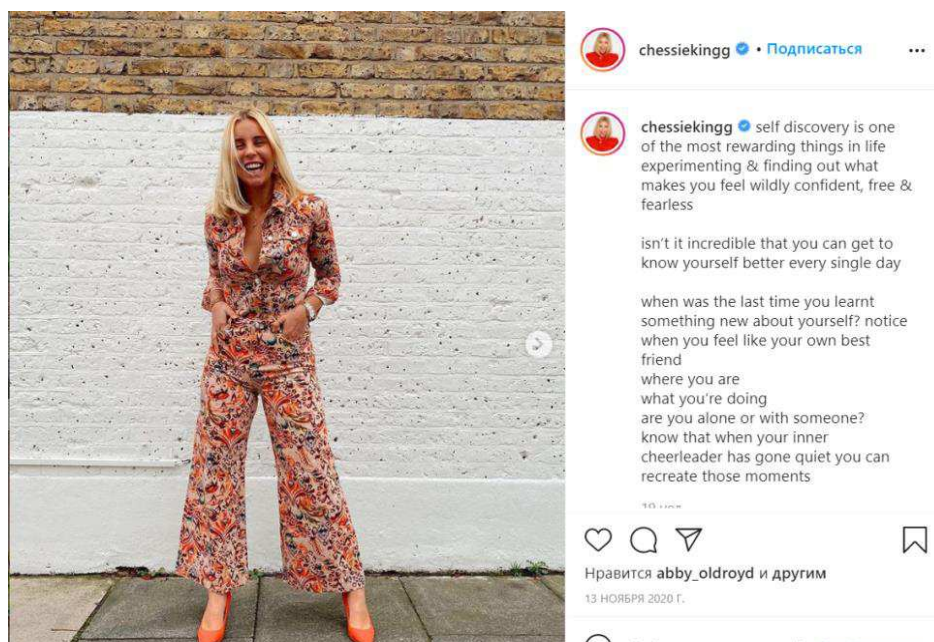 chessiekingg • Подписаться
chessiekingg self discovery is one
of the most rewarding things in life
experimenting & finding out what
makes you feel wildly confident, free &
fearless
isn't it incredible that you can get to
know yourself better every single day
when was the last time you learnt
something new about yourself? notice
when you feel like your own best
friend
where you are
what you're doing
are you alone or with someone?
know that when your inner
cheerleader has gone quiet you can
recreate those moments
Нравится abby_oldroyd и другим
13 НОЯБРЯ 2020 Г.